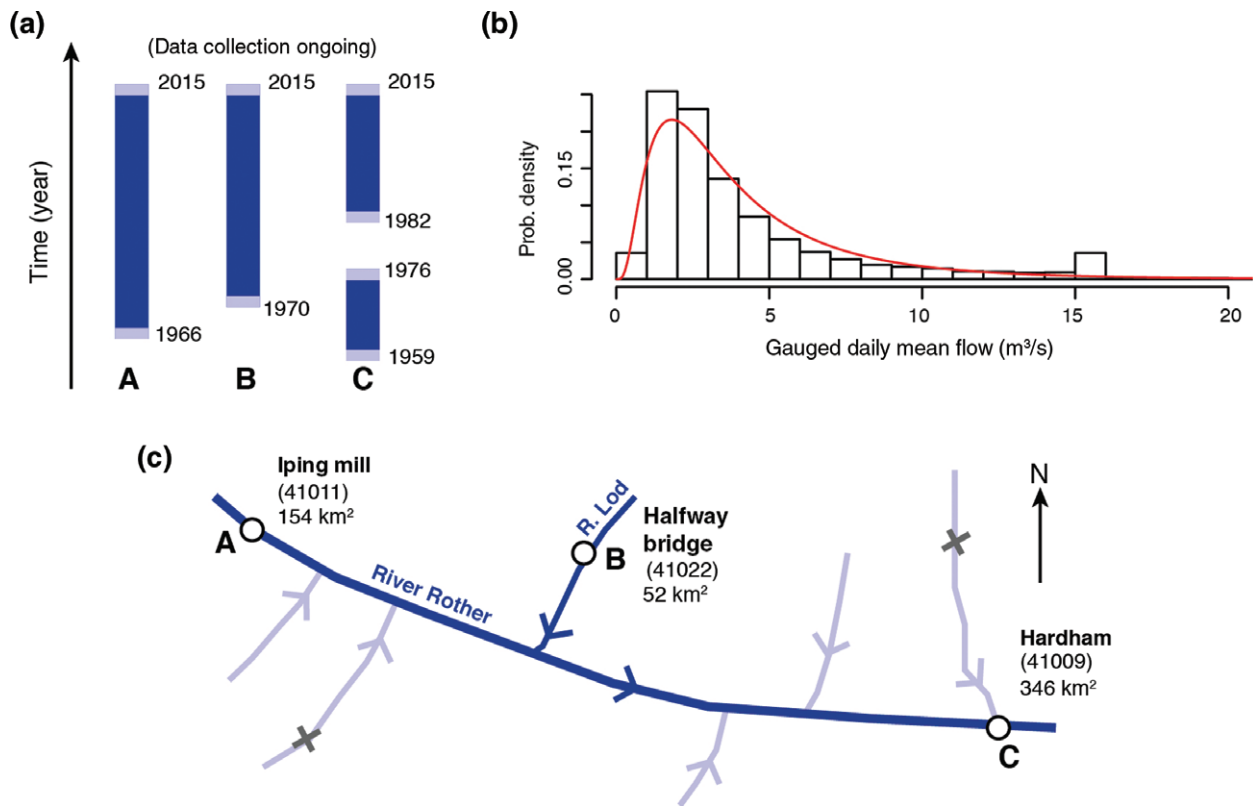 (a)
(Data collection ongoing)
2015
2015
2015
1982
1976
1970
1966
1959
A
B
C
Time (year)
(b)
Prob. density
0.15
0.00
0
5
10
15
20
Gauged daily mean flow (m³/s)
(c)
Iping mill
(41011)
154 km²
A
River Rother
R. Lod
B
Halfway
bridge
(41022)
52 km²
N
Hardham
(41009)
346 km²
C